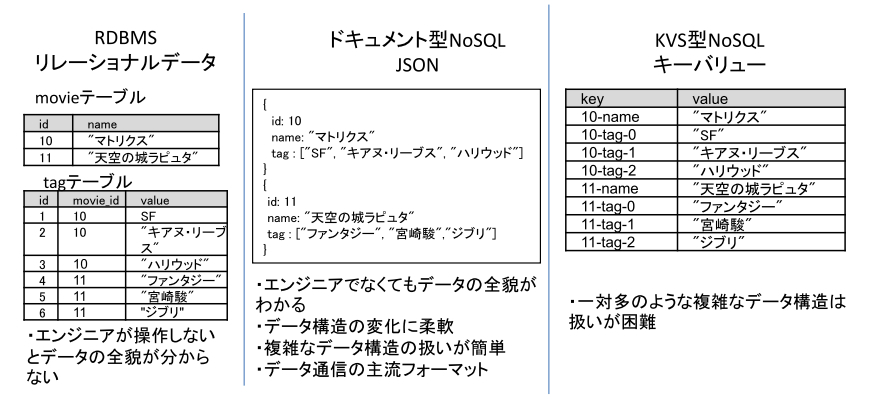 RDBMS
リレーショナルデータ
movieテーブル
id name
10 "マトリクス"
11 "天空の城ラピュタ"
tagテーブル
id movie_id value
1 10 SF
2 10 "キアヌ・リーブ
ス"
3 10 "ハリウッド"
4 11 "ファンタジー"
5 11 "宮崎駿"
6 11 "ジブリ"
・エンジニアが操作しない
とデータの全貌が分から
ない
ドキュメント型NoSQL
JSON
{
id: 10
name: "マトリクス"
tag : ["SF", "キアヌ・リーブス", "ハリウッド"]
}
{
id: 11
name: "天空の城ラピュタ"
tag : ["ファンタジー", "宮崎駿","ジブリ"]
}
・エンジニアでなくてもデータの全貌が
わかる
・データ構造の変化に柔軟
・複雑なデータ構造の扱いが簡単
・データ通信の主流フォーマット
KVS型NoSQL
キーバリュー
key value
10-name "マトリクス"
10-tag-0 "SF"
10-tag-1 "キアヌ・リーブス"
10-tag-2 "ハリウッド"
11-name "天空の城ラピュタ"
11-tag-0 "ファンタジー"
11-tag-1 "宮崎駿"
11-tag-2 "ジブリ"
・一対多のような複雑なデータ構造は
扱いが困難